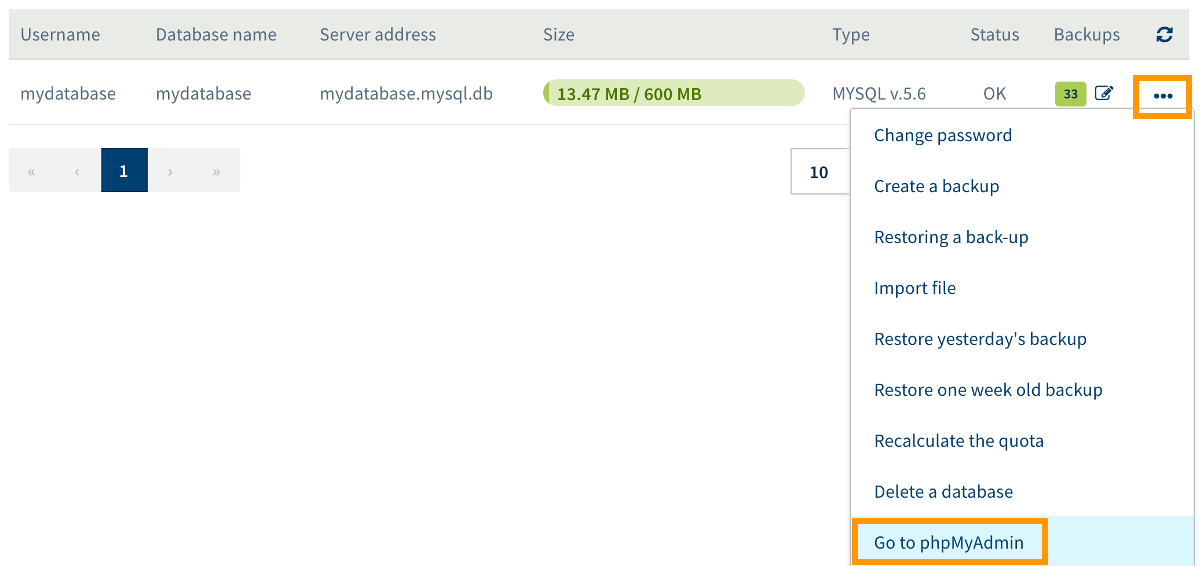 Username Database name Server address Size Type Status Backups
mydatabase mydatabase mydatabase.mysql.db 13.47 MB / 600 MB MYSQL v.5.6 OK 33 •••
« ‹ 1 › » 10
Change password
Create a backup
Restoring a back-up
Import file
Restore yesterday's backup
Restore one week old backup
Recalculate the quota
Delete a database
Go to phpMyAdmin